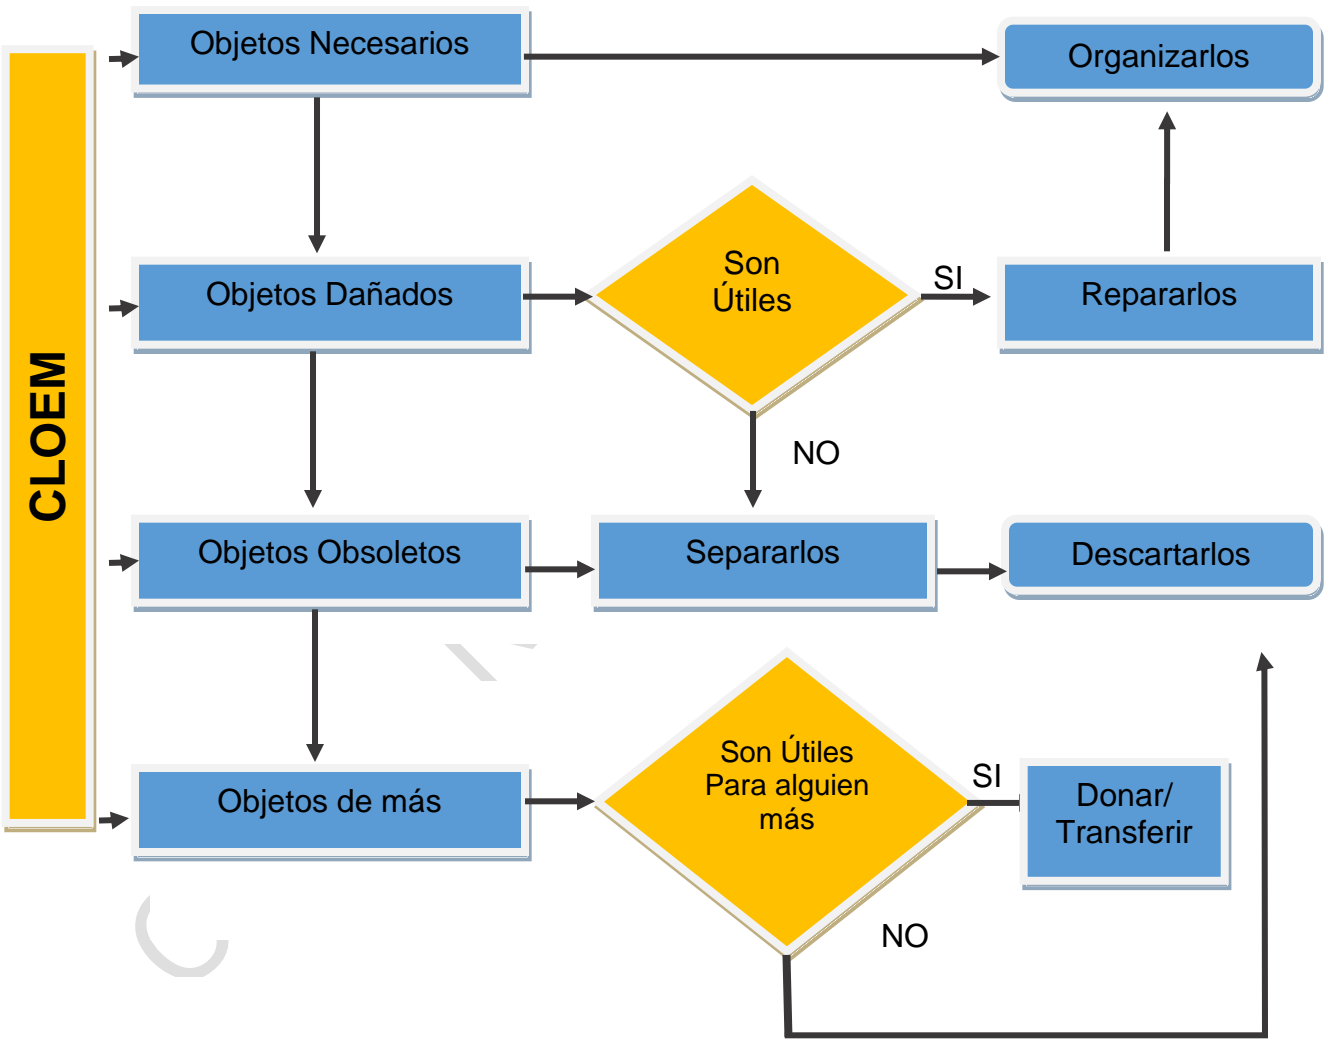 CLOEM
Objetos Necesarios
Organizarlos
Objetos Dañados
Son
Útiles
SI
Repararlos
NO
Objetos Obsoletos
Separarlos
Descartarlos
Objetos de más
Son Útiles
Para alguien
más
SI
Donar/
Transferir
NO